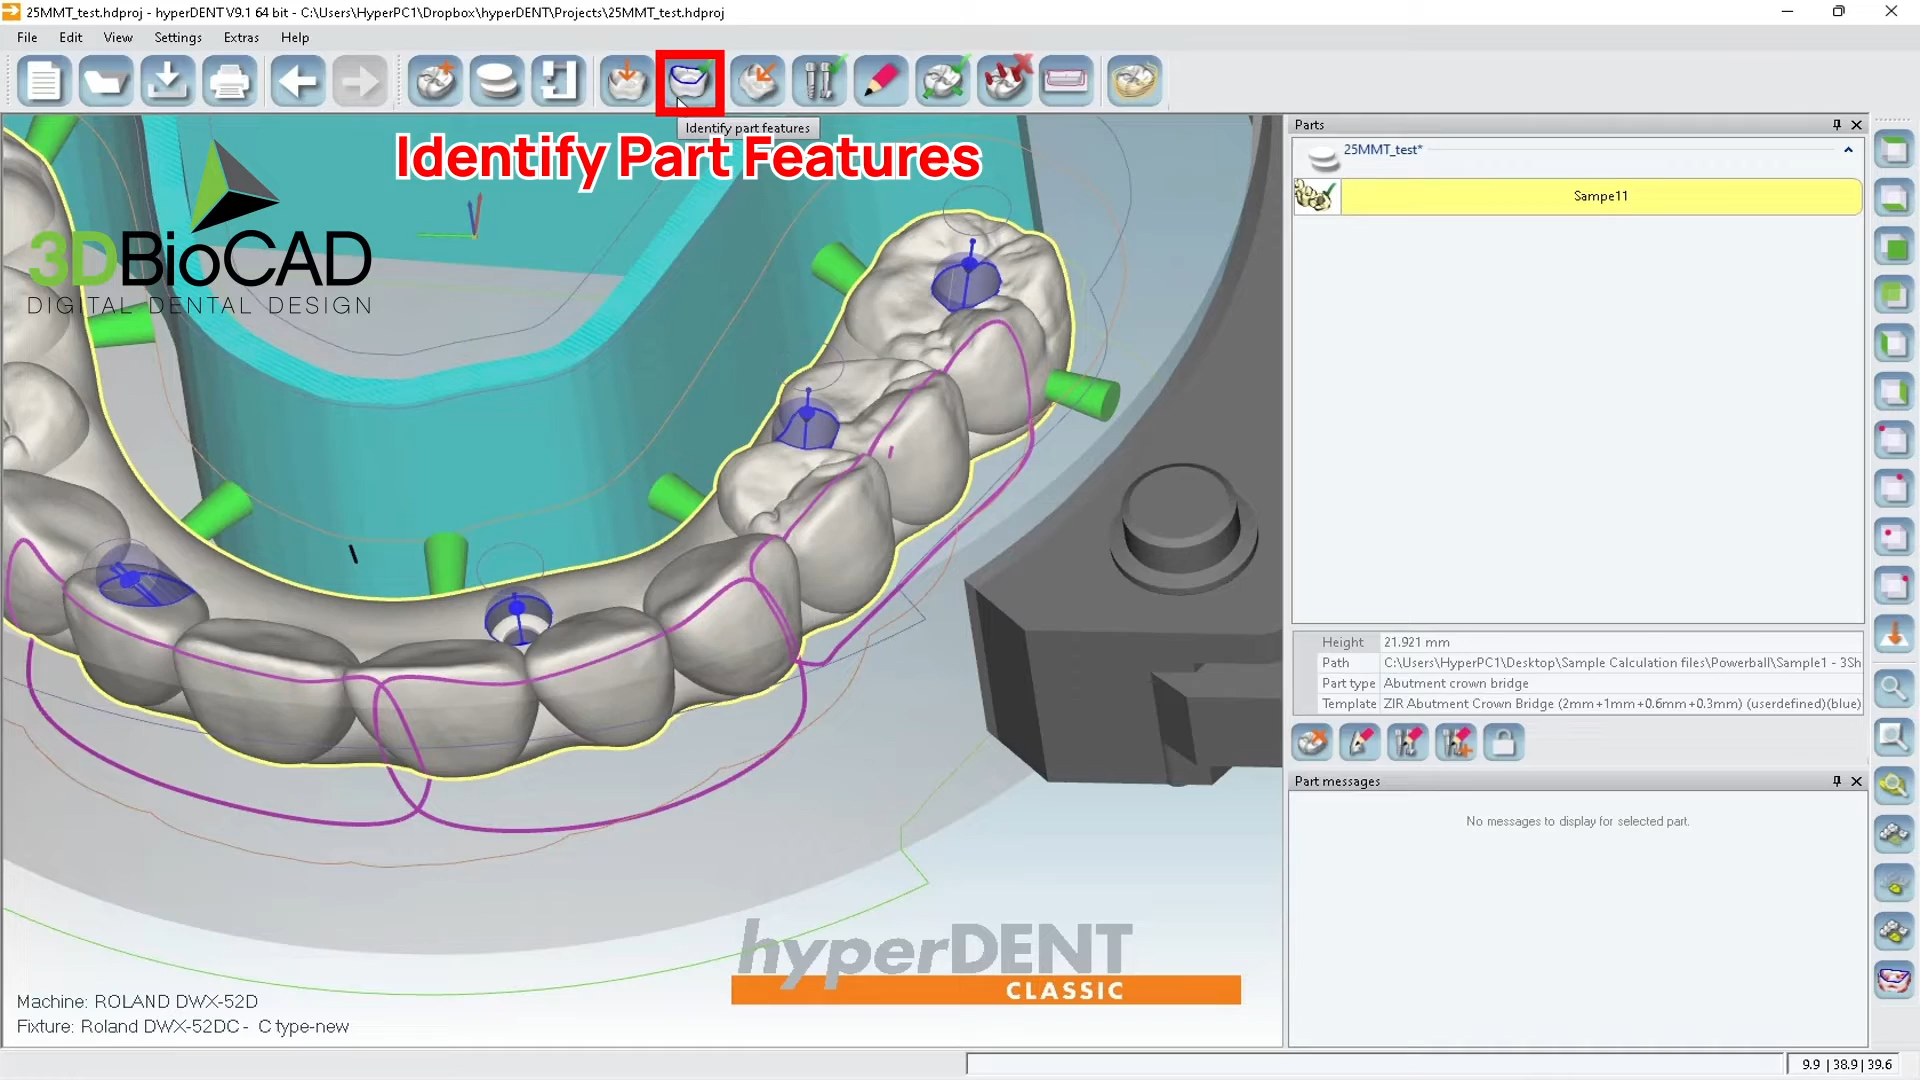 25MMT_test.hdproj - hyperDENT V9.1 64 bit - C:\Users\HyperPC1\Dropbox\hyperDENT\Projects\25MMT_test.hdproj
File Edit View Settings Extras Help
Identify part features
Identify Part Features
3DBioCAD
DIGITAL DENTAL DESIGN
Parts
25MMT_test*
Sampe11
Height 21.921 mm
Path C:\Users\HyperPC1\Desktop\Sample Calculation files\Powerball\Sample1 - 3Sh
Part type Abutment crown bridge
Template ZIR Abutment Crown Bridge (2mm+1mm+0.6mm+0.3mm) (userdefined)(blue)
Part messages
No messages to display for selected part.
hyperDENT
CLASSIC
Machine: ROLAND DWX-52D
Fixture: Roland DWX-52DC - C type-new
9.9 | 38.9 | 39.6